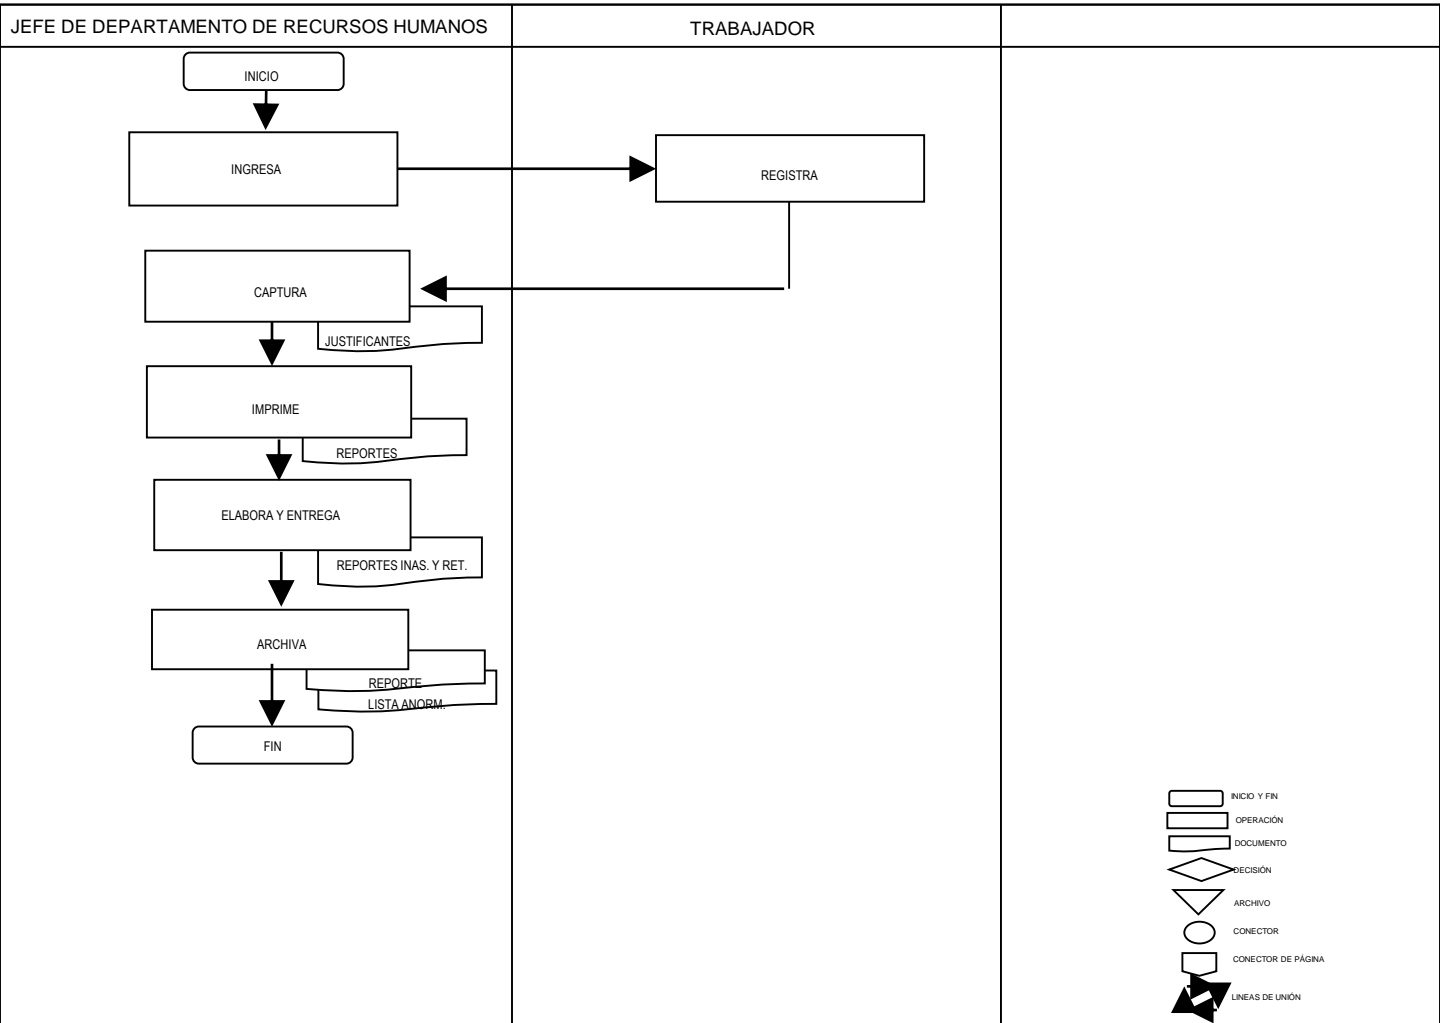 JEFE DE DEPARTAMENTO DE RECURSOS HUMANOS
TRABAJADOR
INICIO
INGRESA
REGISTRA
CAPTURA
JUSTIFICANTES
IMPRIME
REPORTES
ELABORA Y ENTREGA
REPORTES INAS. Y RET.
ARCHIVA
REPORTE
LISTA ANORM.
FIN
INICIO Y FIN
OPERACIÓN
DOCUMENTO
DECISIÓN
ARCHIVO
CONECTOR
CONECTOR DE PÁGINA
LINEAS DE UNIÓN